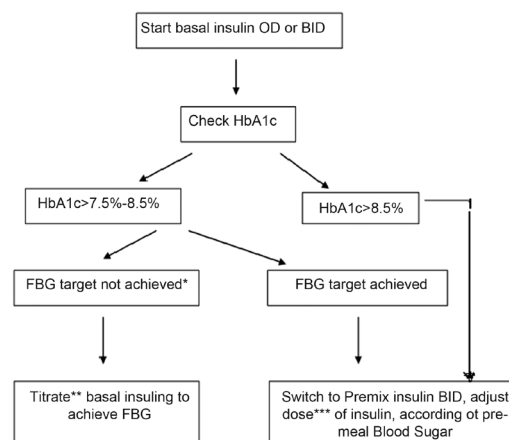 Start basal insulin OD or BID
Check HbA1c
HbA1c>7.5%-8.5%
HbA1c>8.5%
FBG target not achieved*
FBG target achieved
Titrate** basal insuling to
achieve FBG
Switch to Premix insulin BID, adjust
dose*** of insulin, according ot pre-
meal Blood Sugar